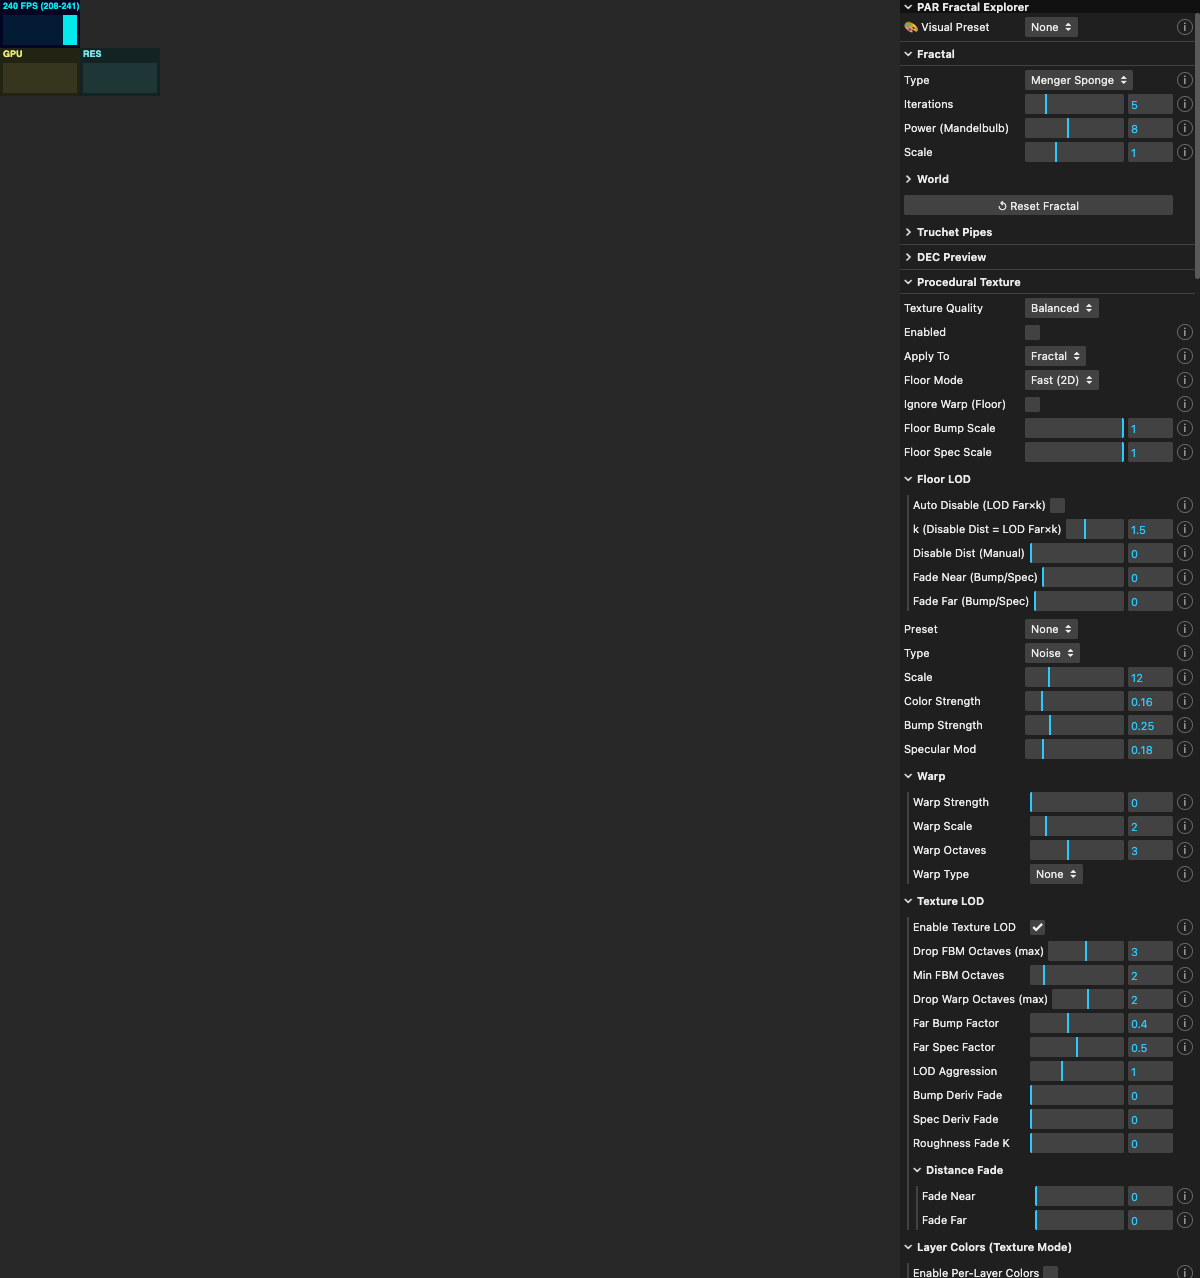 240 FPS (208-241)
GPU
RES
PAR Fractal Explorer
🎨 Visual Preset None
Fractal
Type Menger Sponge
Iterations 5
Power (Mandelbulb) 8
Scale 1
World
Reset Fractal
Truchet Pipes
DEC Preview
Procedural Texture
Texture Quality Balanced
Enabled
Apply To Fractal
Floor Mode Fast (2D)
Ignore Warp (Floor)
Floor Bump Scale 1
Floor Spec Scale 1
Floor LOD
Auto Disable (LOD Far×k)
k (Disable Dist = LOD Far×k) 1.5
Disable Dist (Manual) 0
Fade Near (Bump/Spec) 0
Fade Far (Bump/Spec) 0
Preset None
Type Noise
Scale 12
Color Strength 0.16
Bump Strength 0.25
Specular Mod 0.18
Warp
Warp Strength 0
Warp Scale 2
Warp Octaves 3
Warp Type None
Texture LOD
Enable Texture LOD
Drop FBM Octaves (max) 3
Min FBM Octaves 2
Drop Warp Octaves (max) 2
Far Bump Factor 0.4
Far Spec Factor 0.5
LOD Aggression 1
Bump Deriv Fade 0
Spec Deriv Fade 0
Roughness Fade K 0
Distance Fade
Fade Near 0
Fade Far 0
Layer Colors (Texture Mode)
Enable Per-Layer Colors